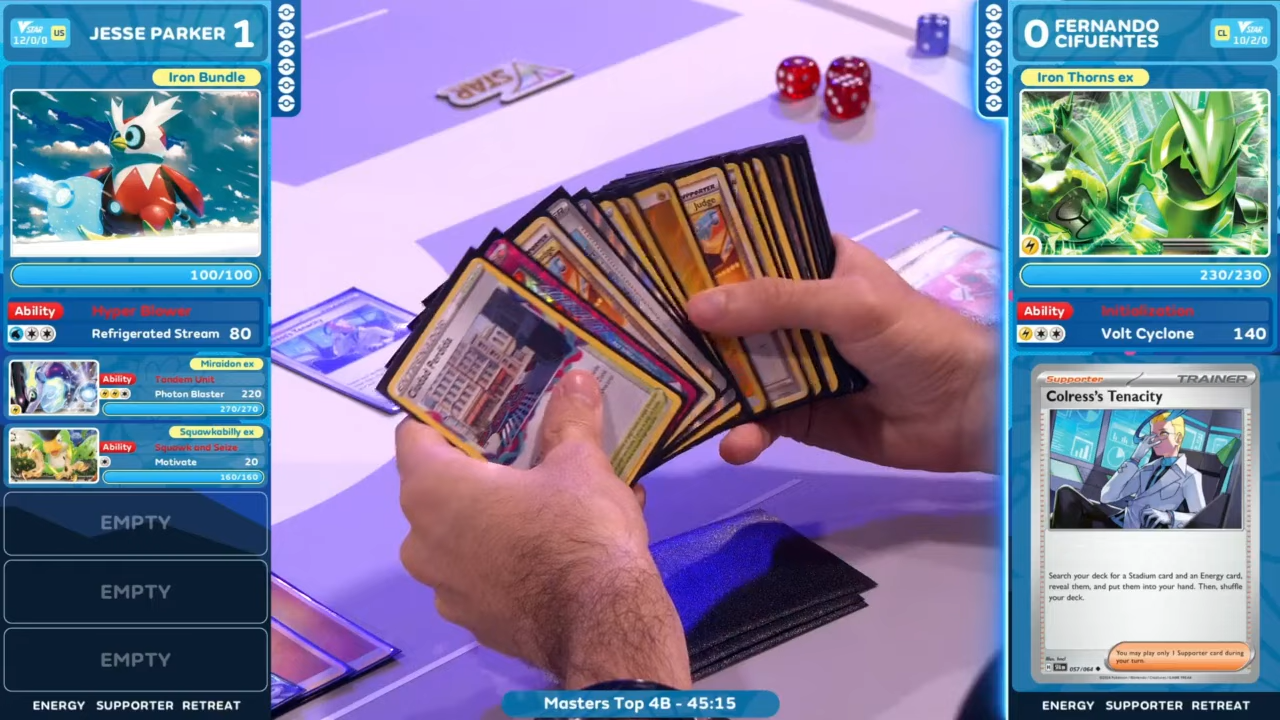 VSTAR
12/0/0
US
JESSE PARKER 1
Iron Bundle
100/100
Ability Hyper Blower
Refrigerated Stream 80
Miraidon ex
Ability Tandem Unit
Photon Blaster 220
270/270
Squawkabilly ex
Ability Squawk and Seize
Motivate 20
160/160
EMPTY
EMPTY
EMPTY
ENERGY SUPPORTER RETREAT
VSTAR
SUPPORTER
Judge
Masters Top 4B - 45:15
0 FERNANDO
CIFUENTES
CL
VSTAR
10/2/0
Iron Thorns ex
230/230
Ability Initialization
Volt Cyclone 140
Supporter TRAINER
Colress's Tenacity
Search your deck for a Stadium card and an Energy card,
reveal them, and put them into your hand. Then, shuffle
your deck.
You may play only 1 Supporter card during
your turn.
057/064
ENERGY SUPPORTER RETREAT